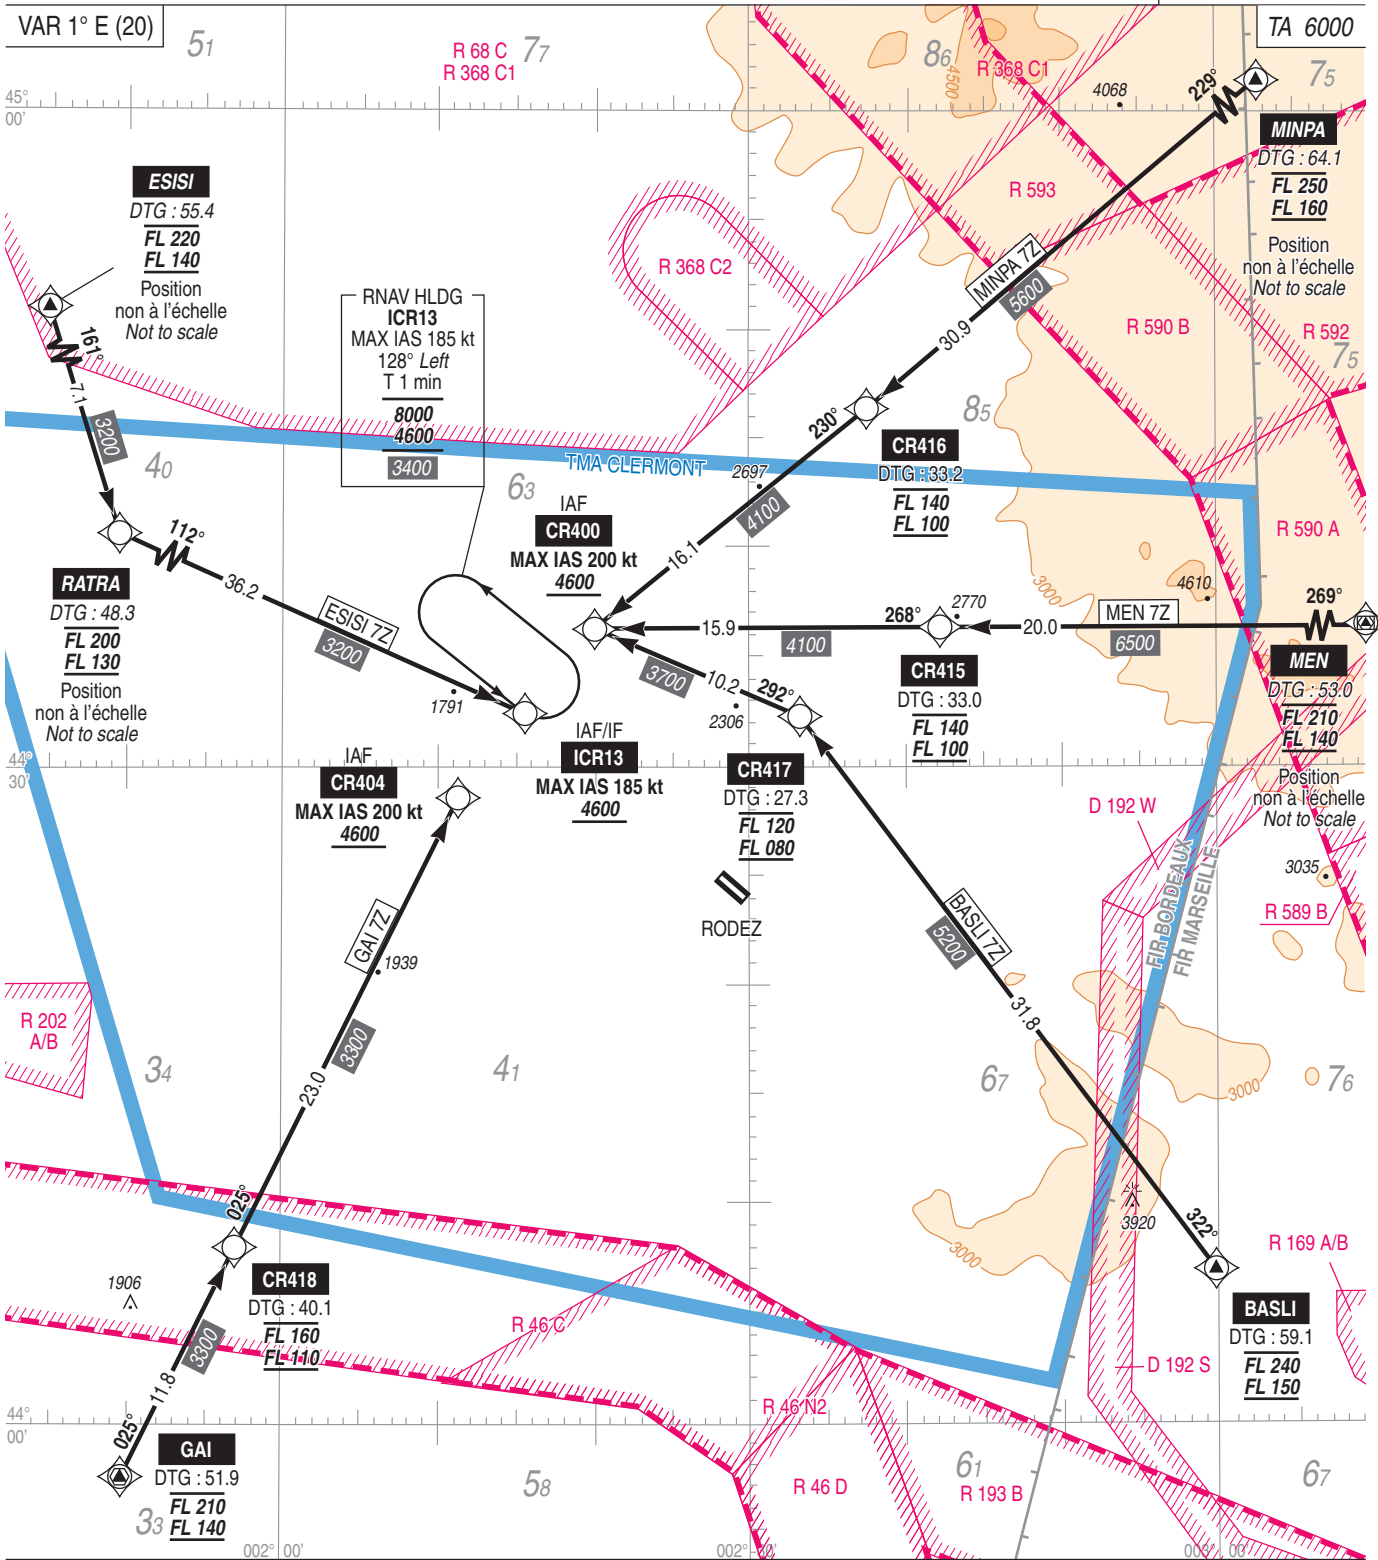 VAR 1° E (20)
TA 6000
51
77
86
75
R 68 C
R 368 C1
R 368 C1
4500
4068
229°
45°
00'
MINPA
DTG : 64.1
FL 250
FL 160
Position
non à l'échelle
Not to scale
ESISI
DTG : 55.4
FL 220
FL 140
Position
non à l'échelle
Not to scale
R 593
R 368 C2
MINPA 7Z
5600
30.9
R 590 B
R 592
75
RNAV HLDG
ICR13
MAX IAS 185 kt
128° Left
T 1 min
8000
4600
3400
161°
7.1
3200
40
63
85
230°
CR416
DTG : 33.2
FL 140
FL 100
TMA CLERMONT
2697
4100
16.1
IAF
CR400
MAX IAS 200 kt
4600
R 590 A
112°
36.2
RATRA
DTG : 48.3
FL 200
FL 130
Position
non à l'échelle
Not to scale
ESISI 7Z
3200
1791
3000
4610
15.9
268°
4100
2770
20.0
MEN 7Z
6500
269°
MEN
DTG : 53.0
FL 210
FL 140
Position
non à l'échelle
Not to scale
CR415
DTG : 33.0
FL 140
FL 100
3700
10.2
292°
2306
44°
30'
IAF
CR404
MAX IAS 200 kt
4600
IAF/IF
ICR13
MAX IAS 185 kt
4600
CR417
DTG : 27.3
FL 120
FL 080
D 192 W
FIR BORDEAUX
FIR MARSEILLE
3035
R 589 B
RODEZ
BASLI 7Z
5200
31.8
GAI 7Z
1939
3300
23.0
R 202
A/B
34
41
67
76
3000
3000
3920
322°
R 169 A/B
025°
CR418
DTG : 40.1
FL 160
FL 110
1906
3300
11.8
R 46 C
BASLI
DTG : 59.1
FL 240
FL 150
D 192 S
R 46 N2
44°
00'
025°
GAI
DTG : 51.9
FL 210
FL 140
33
58
R 46 D
61
R 193 B
67
002° 00'
002° 30'
003° 00'